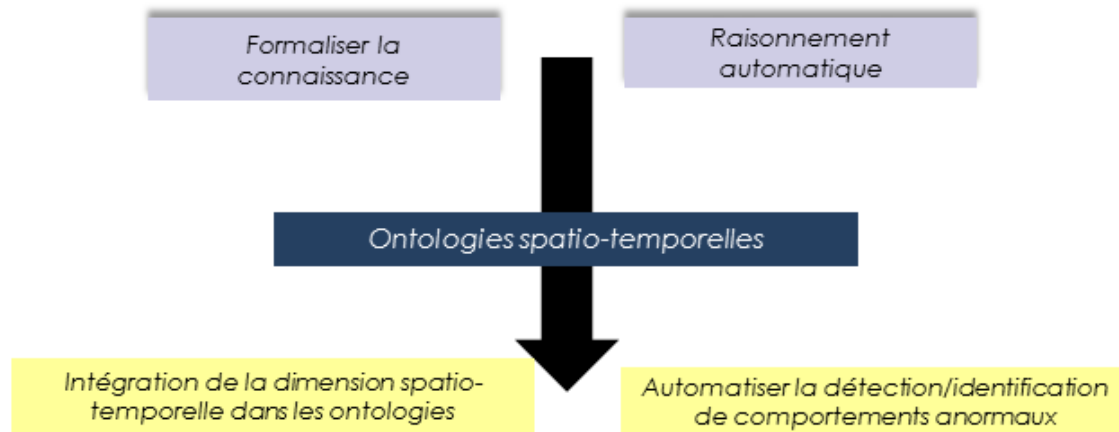 Formaliser la
connaissance
Raisonnement
automatique
Ontologies spatio-temporelles
Intégration de la dimension spatio-
temporelle dans les ontologies
Automatiser la détection/identification
de comportements anormaux